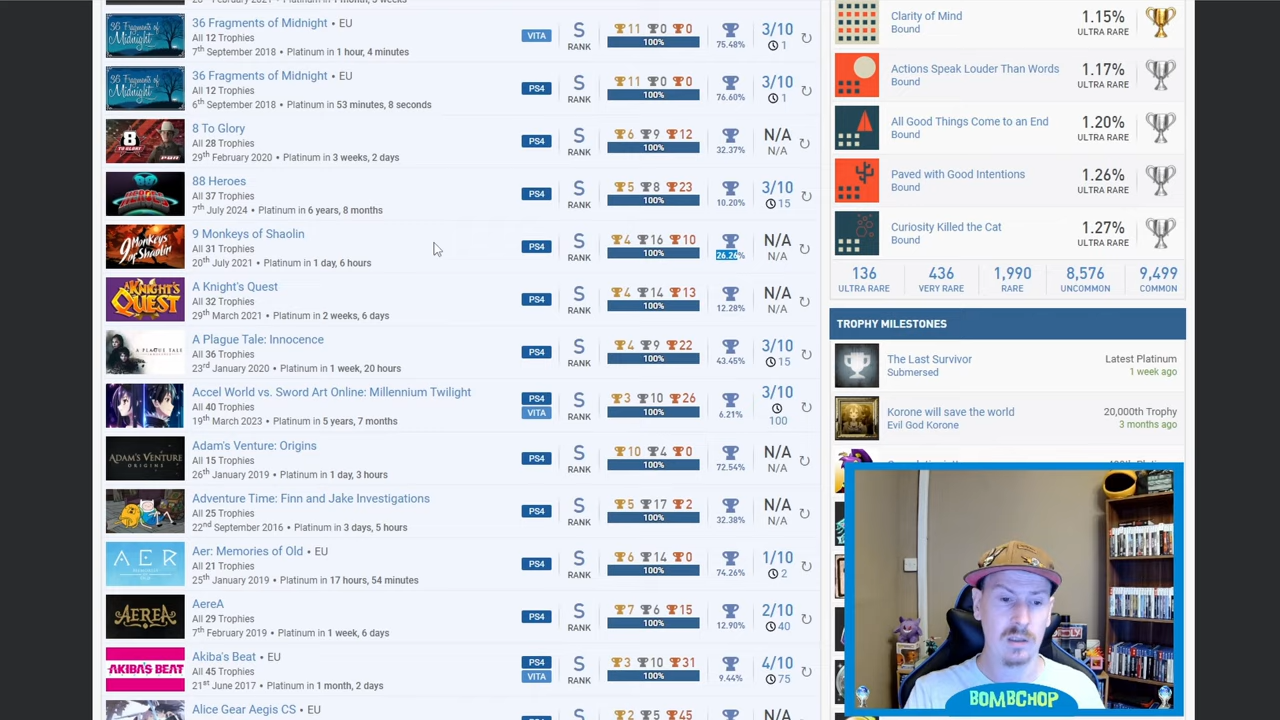 36 Fragments of Midnight • EU
All 12 Trophies
7th September 2018 • Platinum in 1 hour, 4 minutes
VITA
S RANK
11 0 0
100%
75.48%
3/10
1
36 Fragments of Midnight • EU
All 12 Trophies
6th September 2018 • Platinum in 53 minutes, 8 seconds
PS4
S RANK
11 0 0
100%
76.60%
3/10
1
8 To Glory
All 28 Trophies
29th February 2020 • Platinum in 3 weeks, 2 days
PS4
S RANK
6 9 12
100%
32.37%
N/A
N/A
88 Heroes
All 37 Trophies
7th July 2024 • Platinum in 6 years, 8 months
PS4
S RANK
5 8 23
100%
10.20%
3/10
15
9 Monkeys of Shaolin
All 31 Trophies
20th July 2021 • Platinum in 1 day, 6 hours
PS4
S RANK
4 16 10
100%
26.26%
N/A
N/A
A Knight's Quest
All 32 Trophies
29th March 2021 • Platinum in 2 weeks, 6 days
PS4
S RANK
4 14 13
100%
12.28%
N/A
N/A
A Plague Tale: Innocence
All 36 Trophies
23rd January 2020 • Platinum in 1 week, 20 hours
PS4
S RANK
4 9 22
100%
43.45%
3/10
15
Accel World vs. Sword Art Online: Millennium Twilight
All 40 Trophies
19th March 2023 • Platinum in 5 years, 7 months
PS4
VITA
S RANK
3 10 26
100%
6.21%
3/10
100
Adam's Venture: Origins
All 15 Trophies
26th January 2019 • Platinum in 1 day, 3 hours
PS4
S RANK
10 4 0
100%
72.54%
N/A
N/A
Adventure Time: Finn and Jake Investigations
All 25 Trophies
22nd September 2016 • Platinum in 3 days, 5 hours
PS4
S RANK
5 17 2
100%
32.38%
N/A
N/A
Aer: Memories of Old • EU
All 21 Trophies
25th January 2019 • Platinum in 17 hours, 54 minutes
PS4
S RANK
6 14 0
100%
74.26%
1/10
2
AereA
All 29 Trophies
7th February 2019 • Platinum in 1 week, 6 days
PS4
S RANK
7 6 15
100%
12.90%
2/10
40
Akiba's Beat • EU
All 45 Trophies
21st June 2017 • Platinum in 1 month, 2 days
PS4
VITA
S RANK
3 10 31
100%
9.44%
4/10
75
Alice Gear Aegis CS • EU
PS4
S
2 5 45
N/A
Clarity of Mind
Bound
1.15%
ULTRA RARE
Actions Speak Louder Than Words
Bound
1.17%
ULTRA RARE
All Good Things Come to an End
Bound
1.20%
ULTRA RARE
Paved with Good Intentions
Bound
1.26%
ULTRA RARE
Curiosity Killed the Cat
Bound
1.27%
ULTRA RARE
136 436 1,990 8,576 9,499
ULTRA RARE VERY RARE RARE UNCOMMON COMMON
TROPHY MILESTONES
The Last Survivor
Submersed
Latest Platinum
1 week ago
Korone will save the world
Evil God Korone
20,000th Trophy
3 months ago
BOMBCHOP